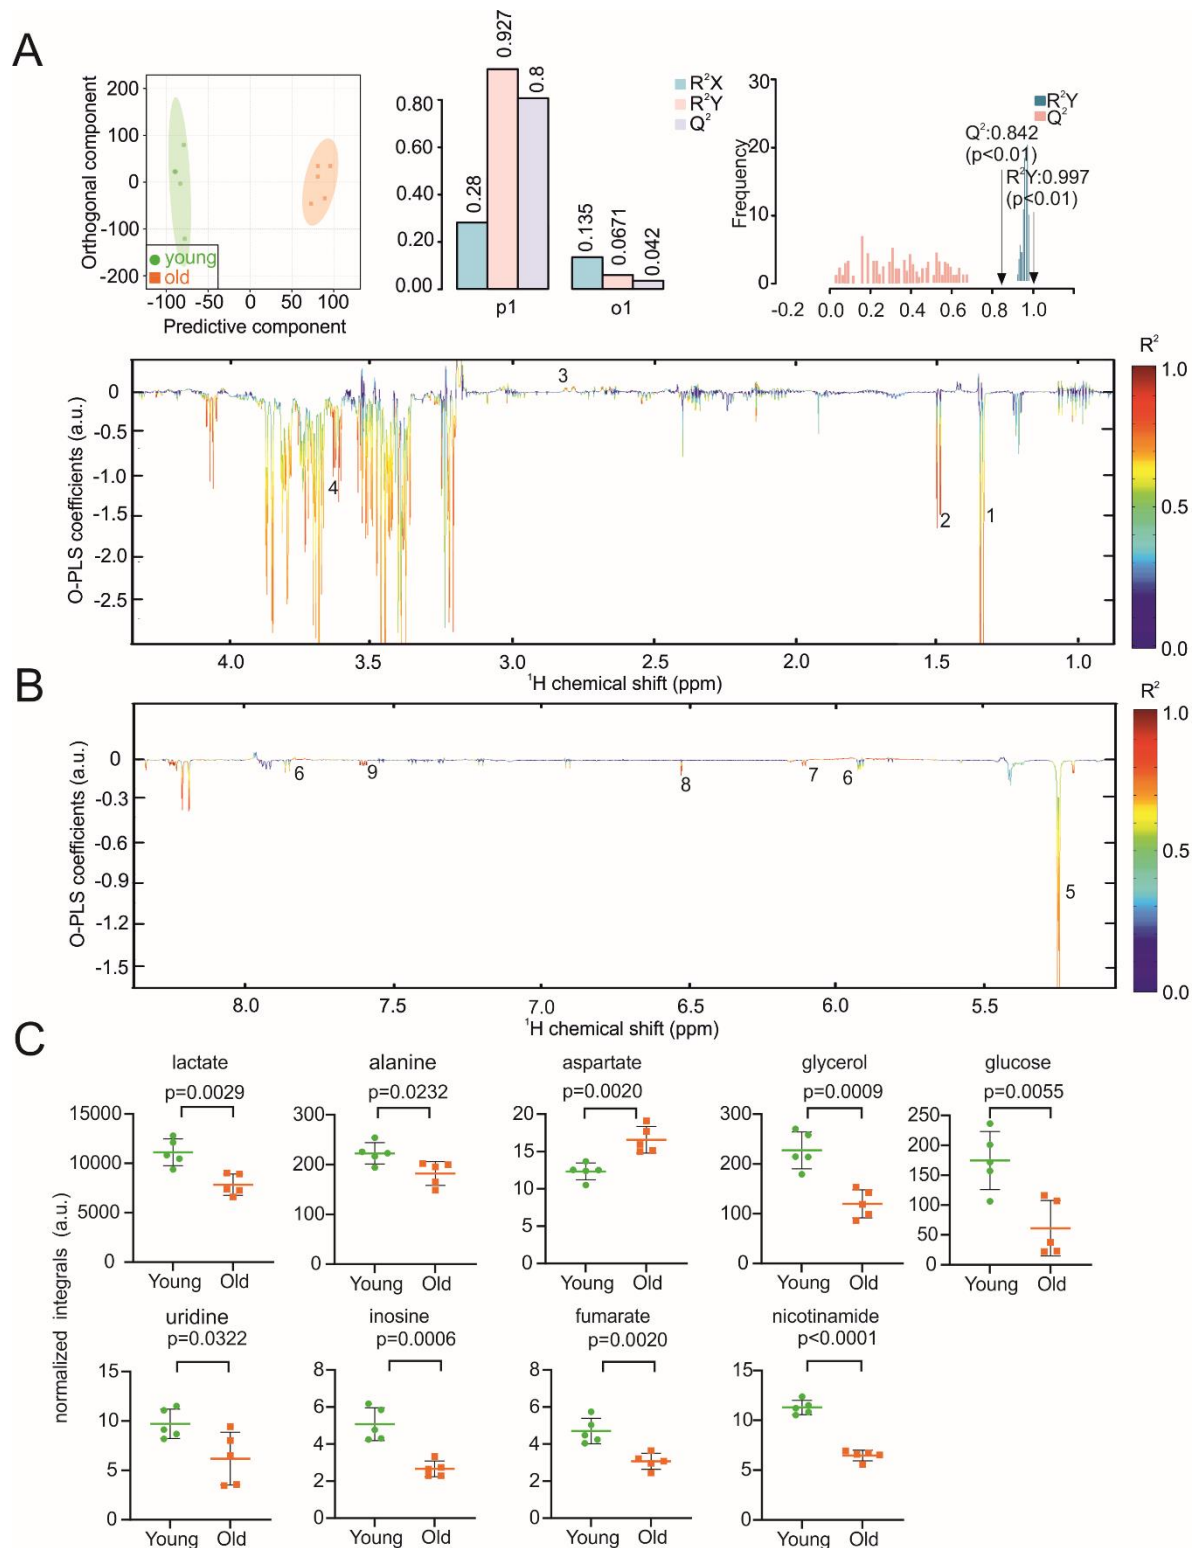 A
200
100
0
-100
-200
Orthogonal component
young
old
-100 -50 0 50 100
Predictive component
0.80
0.60
0.40
0.20
0.00
0.28
0.927
0.8
0.135
0.0671
0.042
p1 o1
R²X
R²Y
Q²
30
20
10
0
Frequency
R²Y
Q²
Q²:0.842
(p<0.01)
R²Y:0.997
(p<0.01)
-0.2 0.0 0.2 0.4 0.6 0.8 1.0
0
-0.5
-1.0
-1.5
-2.0
-2.5
O-PLS coefficients (a.u.)
3
4
2
1
4.0 3.5 3.0 2.5 2.0 1.5 1.0
¹H chemical shift (ppm)
R²
1.0
0.5
0.0
B
0
-0.3
-0.6
-0.9
-1.2
-1.5
O-PLS coefficients (a.u.)
6 9 8 7 6
5
8.0 7.5 7.0 6.5 6.0 5.5
¹H chemical shift (ppm)
R²
1.0
0.5
0.0
C
normalized integrals (a.u.)
lactate
p=0.0029
15000
10000
5000
0
Young Old
alanine
p=0.0232
300
200
100
0
Young Old
aspartate
p=0.0020
20
15
10
5
0
Young Old
glycerol
p=0.0009
300
200
100
0
Young Old
glucose
p=0.0055
250
200
150
100
50
0
Young Old
uridine
p=0.0322
15
10
5
0
Young Old
inosine
p=0.0006
8
6
4
2
0
Young Old
fumarate
p=0.0020
8
6
4
2
0
Young Old
nicotinamide
p<0.0001
15
10
5
0
Young Old